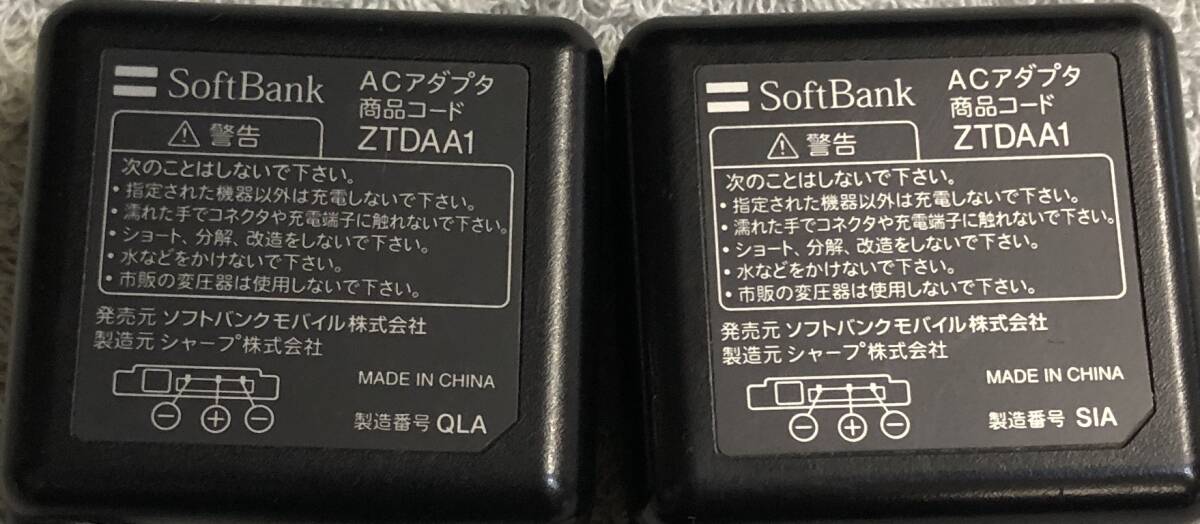 SoftBank
ACアダプタ
商品コード
ZTDAA1
⚠ 警告
次のことはしないで下さい。
・指定された機器以外は充電しないで下さい。
・濡れた手でコネクタや充電端子に触れないで下さい。
・ショート、分解、改造をしないで下さい。
・水などをかけないで下さい。
・市販の変圧器は使用しないで下さい。
発売元 ソフトバンクモバイル株式会社
製造元 シャープ株式会社
MADE IN CHINA
⊖ ⊕ ⊖
製造番号 QLA
SoftBank
ACアダプタ
商品コード
ZTDAA1
⚠ 警告
次のことはしないで下さい。
・指定された機器以外は充電しないで下さい。
・濡れた手でコネクタや充電端子に触れないで下さい。
・ショート、分解、改造をしないで下さい。
・水などをかけないで下さい。
・市販の変圧器は使用しないで下さい。
発売元 ソフトバンクモバイル株式会社
製造元 シャープ株式会社
MADE IN CHINA
⊖ ⊕ ⊖
製造番号 SIA